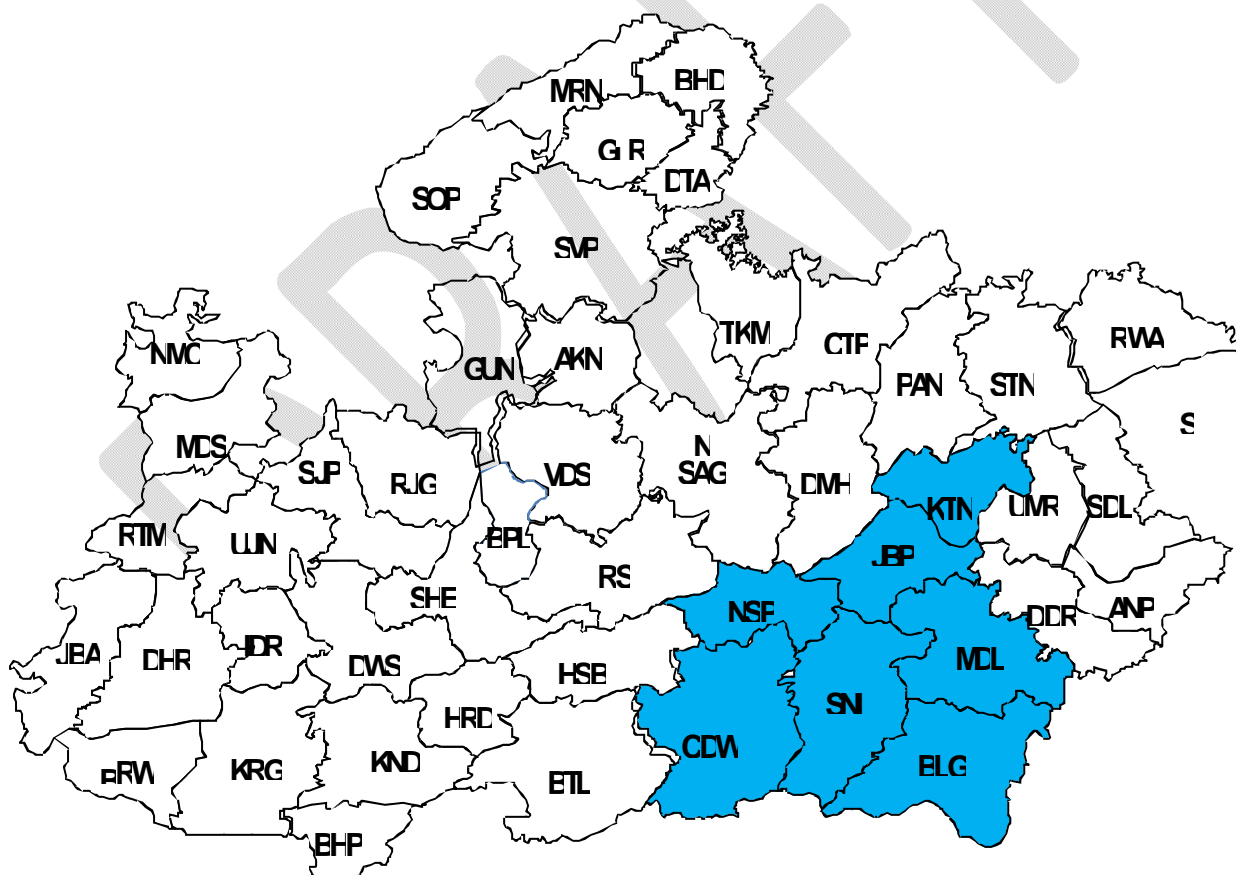 MRN
BHD
DTA
SOP
SVP
TKM
CTP
RWA
NMC
GUN
AKN
PAN
STN
MDS
N
S
SJP
RJG
VDS
SAG
DMH
KTN
UMR
SDL
RTM
UJN
BPL
RS
JBP
SHE
NSP
DDR
ANP
JBA
DHR
IDR
DWS
HSB
MDL
SNI
HRD
CDW
RW
KRG
KND
BTL
BLG
BHP
DRAFT